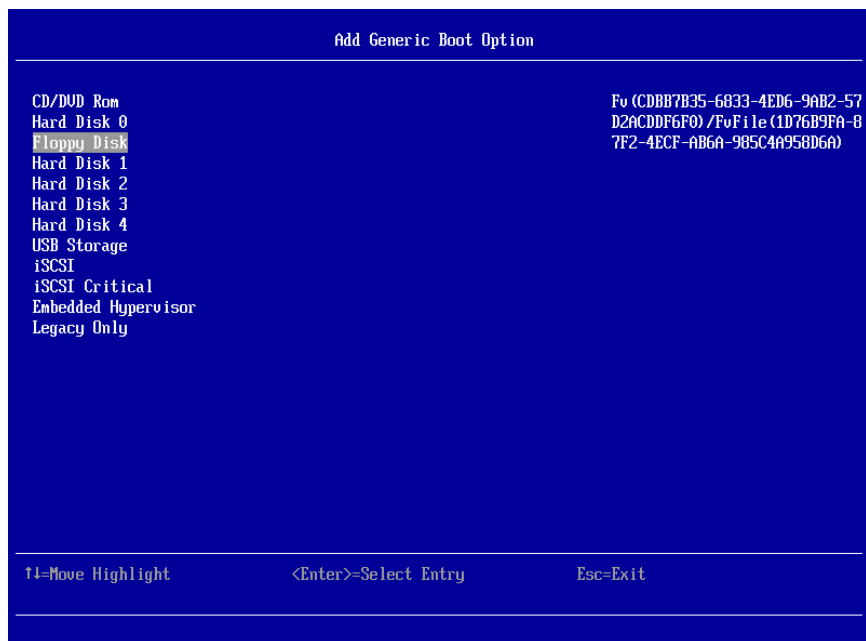 Add Generic Boot Option
CD/DVD Rom
Hard Disk 0
Floppy Disk
Hard Disk 1
Hard Disk 2
Hard Disk 3
Hard Disk 4
USB Storage
iSCSI
iSCSI Critical
Embedded Hypervisor
Legacy Only
Fv(CDBB7B35-6833-4ED6-9AB2-57
D2ACDDF6F0)/FvFile(1D76B9FA-8
7F2-4ECF-AB6A-985C4A958D6A)
↑↓=Move Highlight <Enter>=Select Entry Esc=Exit